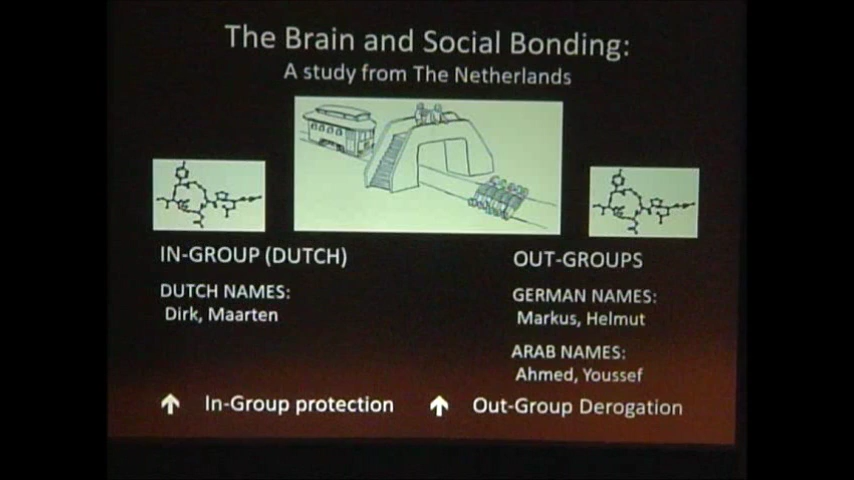 The Brain and Social Bonding:
A study from The Netherlands
IN-GROUP (DUTCH)
DUTCH NAMES:
Dirk, Maarten
OUT-GROUPS
GERMAN NAMES:
Markus, Helmut
ARAB NAMES:
Ahmed, Youssef
In-Group protection
Out-Group Derogation